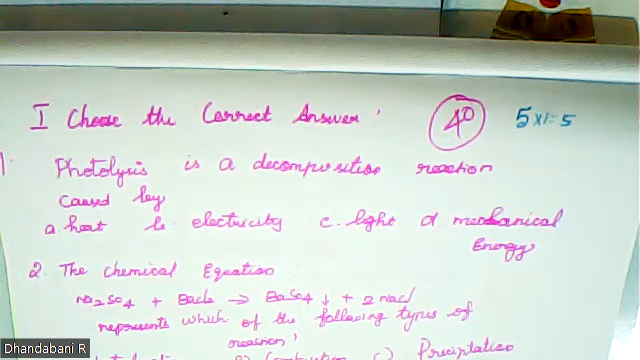 I Choose the Correct Answer.
40
5x1=5
1. Photolysis is a decomposition reaction
caused by
a. heat b. electricity c. light d mechanical
Energy
2. The Chemical Equation
Na2SO4 + BaCl2 → BaSO4 ↓ + 2 NaCl
represents which of the following types of
reaction?
c) Precipitation
Dhandabani R